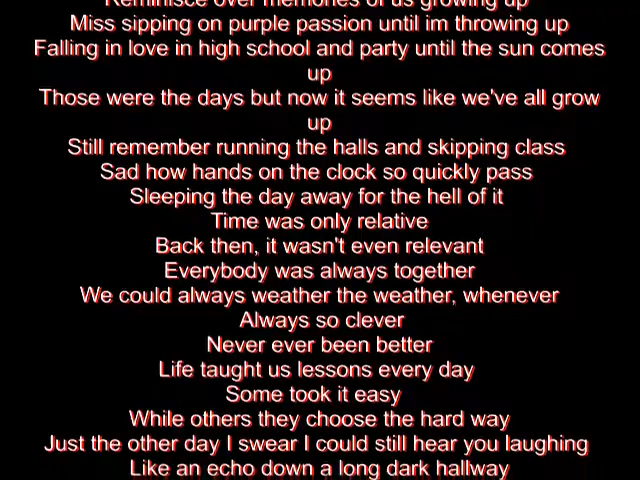 Reminisce over memories of us growing up
Miss sipping on purple passion until im throwing up
Falling in love in high school and party until the sun comes
up
Those were the days but now it seems like we've all grow
up
Still remember running the halls and skipping class
Sad how hands on the clock so quickly pass
Sleeping the day away for the hell of it
Time was only relative
Back then, it wasn't even relevant
Everybody was always together
We could always weather the weather, whenever
Always so clever
Never ever been better
Life taught us lessons every day
Some took it easy
While others they choose the hard way
Just the other day I swear I could still hear you laughing
Like an echo down a long dark hallway